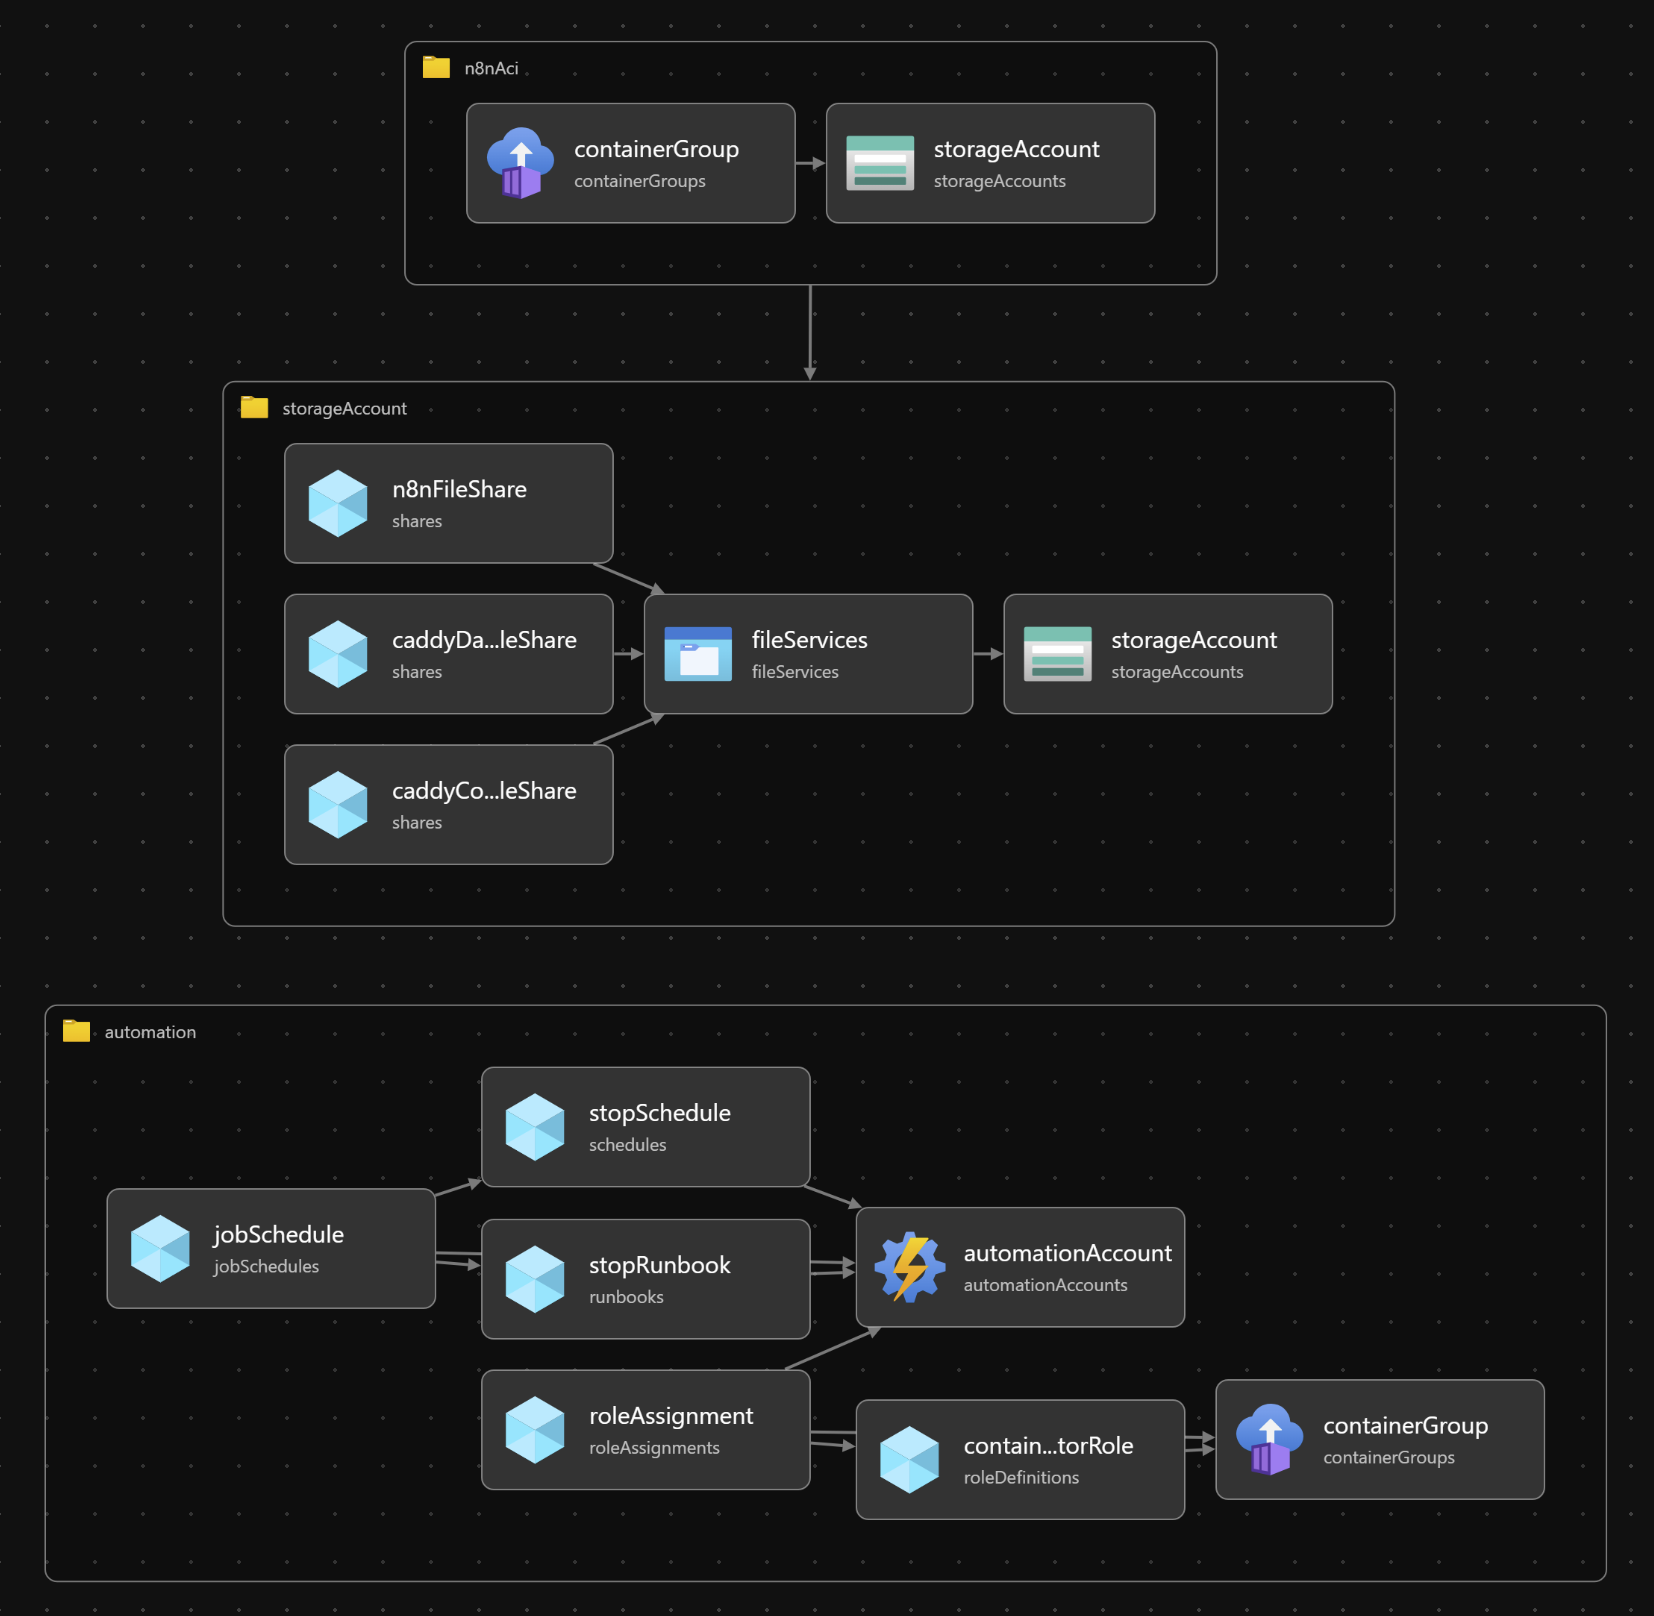 n8nAci
containerGroup
containerGroups
storageAccount
storageAccounts
storageAccount
n8nFileShare
shares
caddyDa...leShare
shares
fileServices
fileServices
storageAccount
storageAccounts
caddyCo...leShare
shares
automation
stopSchedule
schedules
jobSchedule
jobSchedules
stopRunbook
runbooks
automationAccount
automationAccounts
roleAssignment
roleAssignments
contain...torRole
roleDefinitions
containerGroup
containerGroups